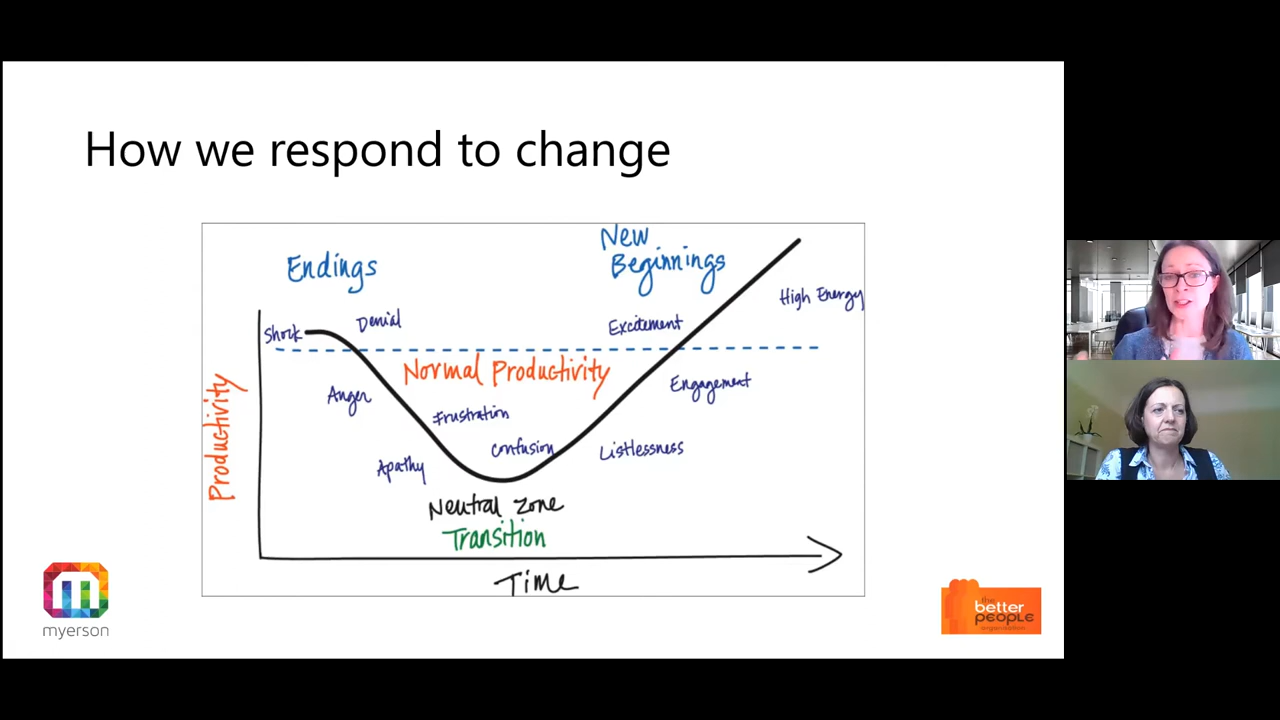 How we respond to change
Endings
New
Beginnings
High Energy
Shock
Denial
Excitement
Normal Productivity
Anger
Engagement
Frustration
Confusion
Listlessness
Apathy
Productivity
Neutral zone
Transition
Time
myerson
the
better
people